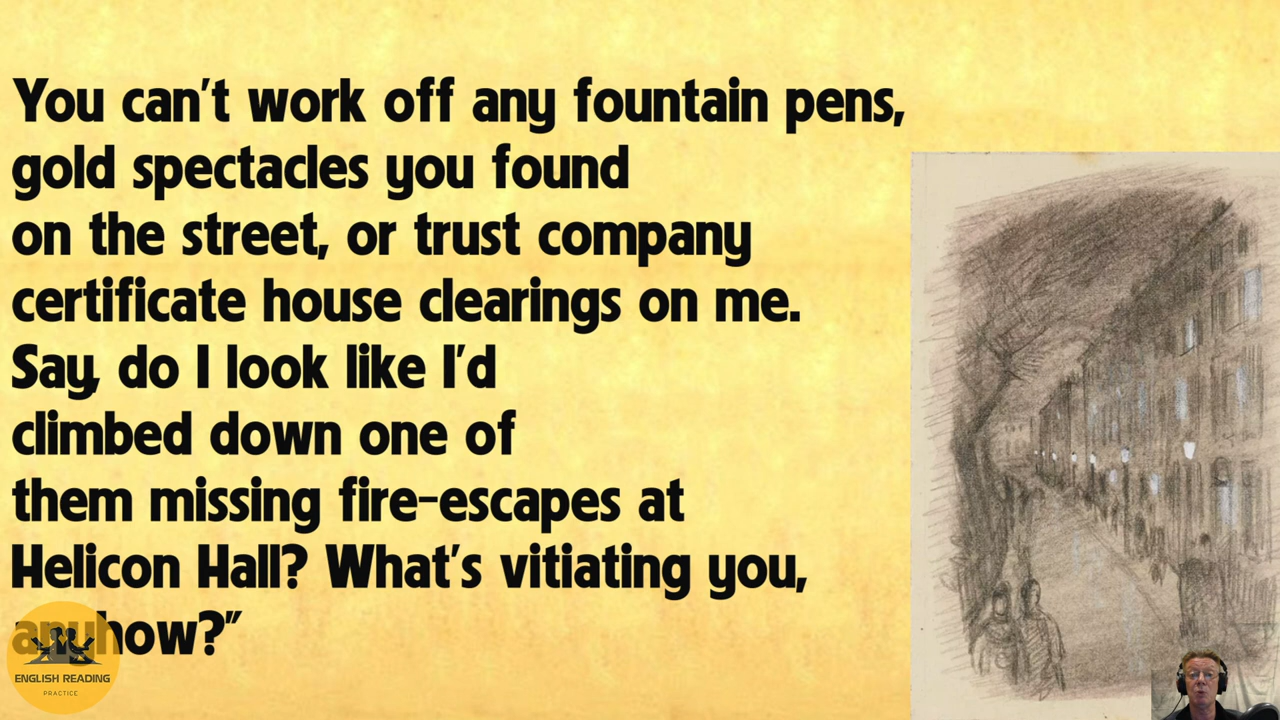 You can't work off any fountain pens,
gold spectacles you found
on the street, or trust company
certificate house clearings on me.
Say, do I look like I'd
climbed down one of
them missing fire-escapes at
Helicon Hall? What's vitiating you,
anyhow?"
ENGLISH READING
PRACTICE